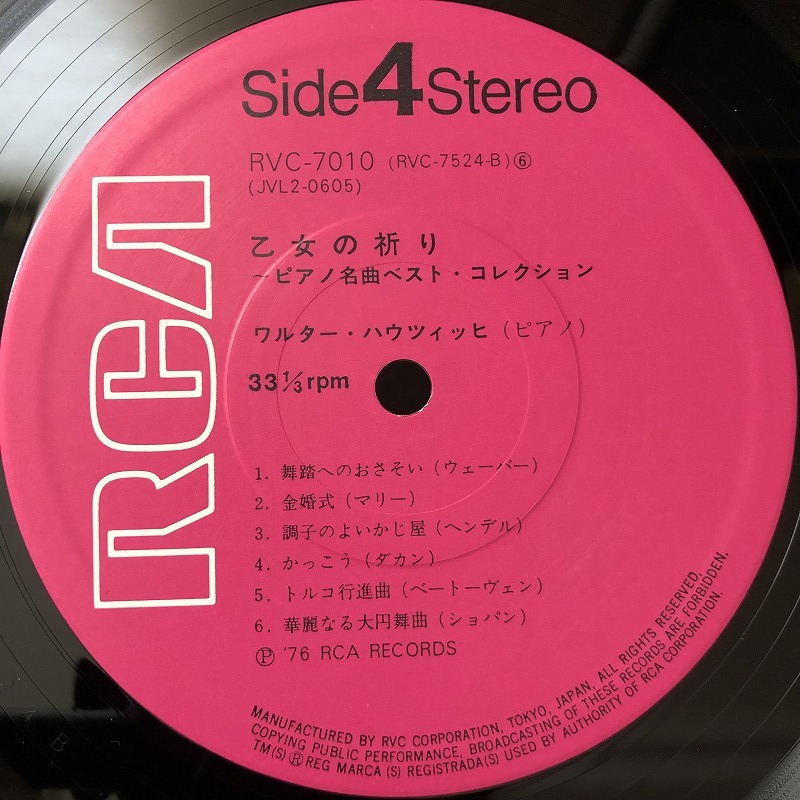 Side 4 Stereo
RVC-7010 (RVC-7524-B)⑥
(JVL2-0605)
乙女の祈り
~ピアノ名曲ベスト・コレクション
ワルター・ハウツィッヒ(ピアノ)
33 1/3 rpm
1. 舞踏へのおさそい(ウェーバー)
2. 金婚式(マリー)
3. 調子のよいかじ屋(ヘンデル)
4. かっこう(ダカン)
5. トルコ行進曲(ベートーヴェン)
6. 華麗なる大円舞曲(ショパン)
Ⓟ '76 RCA RECORDS
RCA
MANUFACTURED BY RVC CORPORATION, TOKYO, JAPAN, ALL RIGHTS RESERVED,
COPYING PUBLIC PERFORMANCE, BROADCASTING OF THESE RECORDS ARE FORBIDDEN.
TM(S) ® REG MARCA (S) REGISTRADA(S) USED BY AUTHORITY OF RCA CORPORATION.